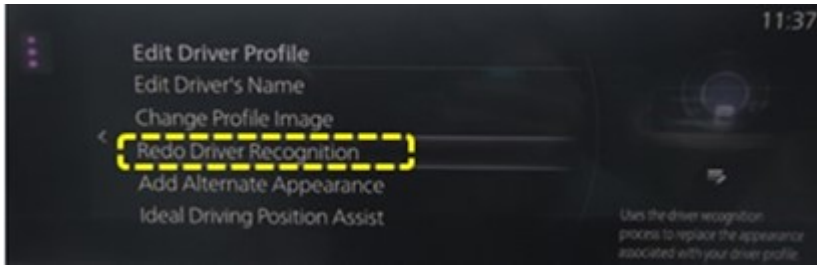 11:37
Edit Driver Profile
Edit Driver's Name
Change Profile Image
Redo Driver Recognition
Add Alternate Appearance
Ideal Driving Position Assist
Uses the driver recognition
process to replace the appearance
associated with your driver profile.